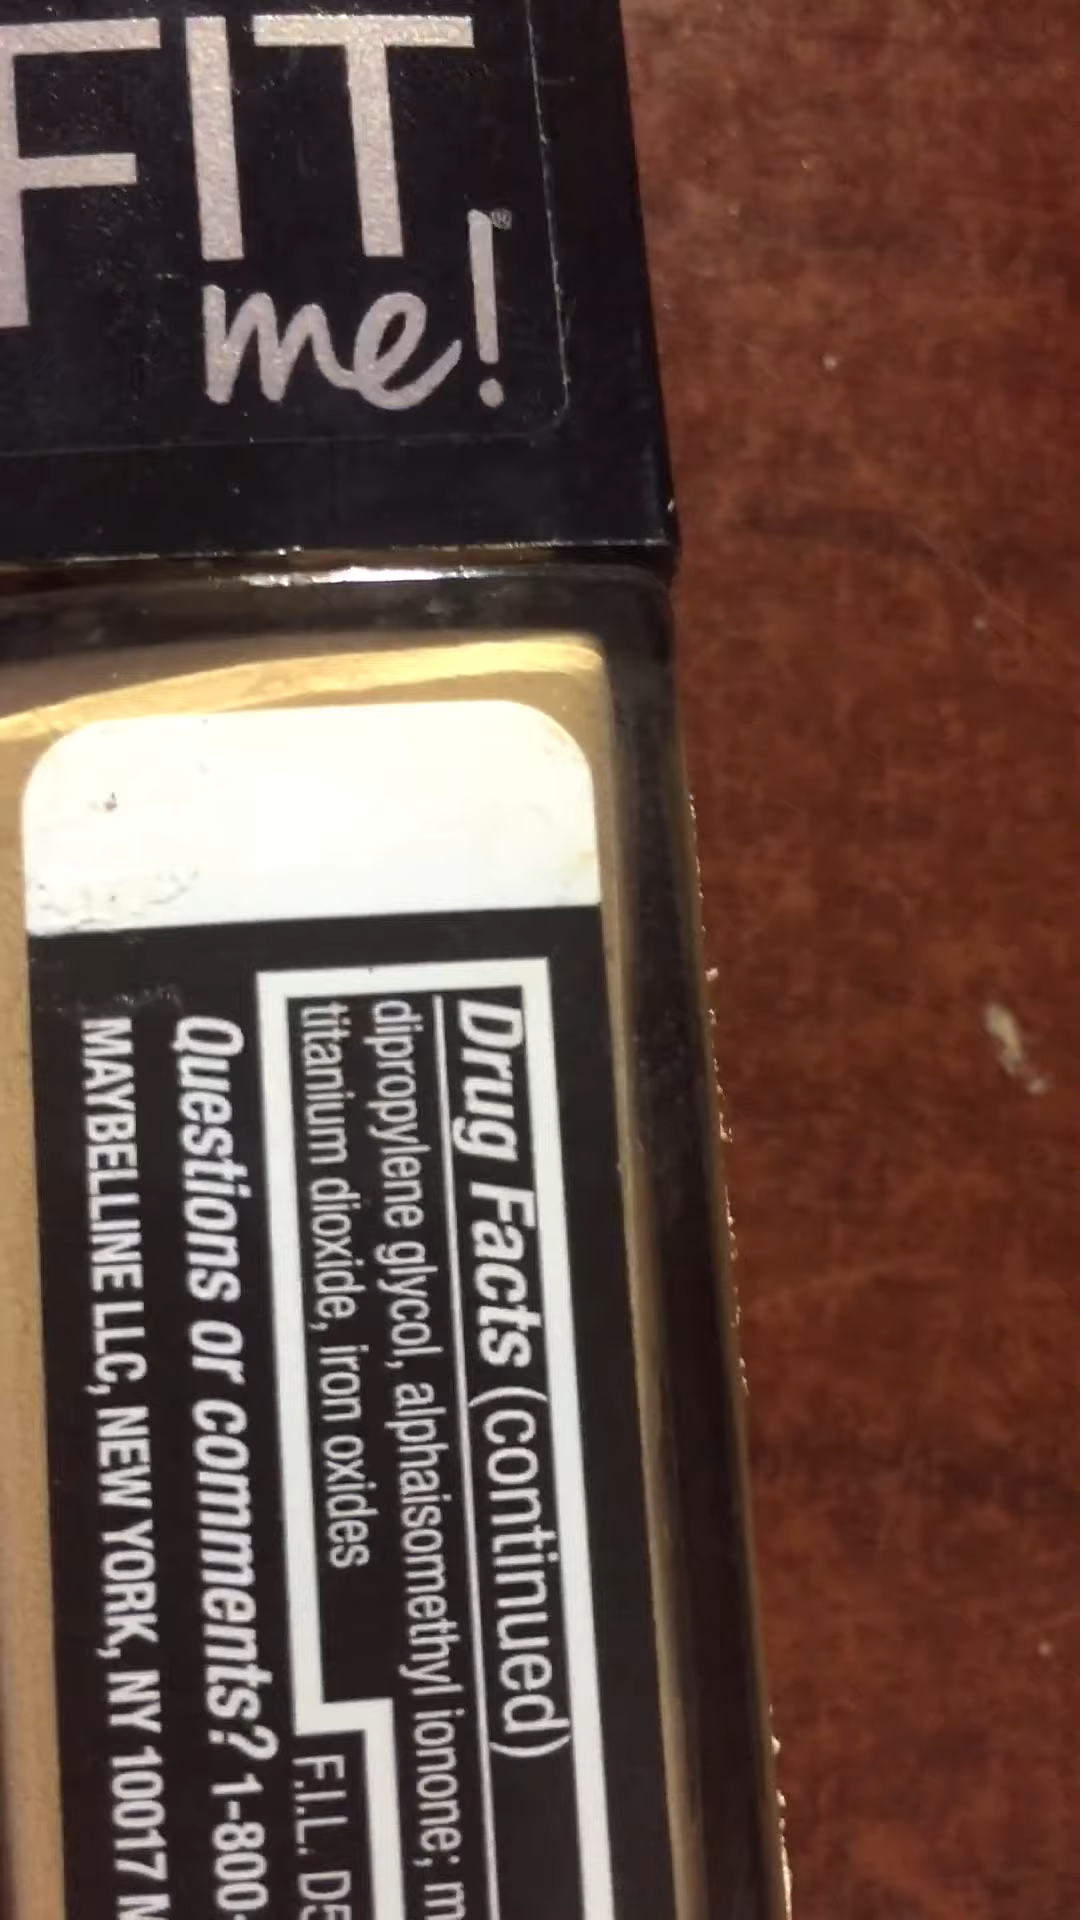 FIT
me!®
Drug Facts (continued)
dipropylene glycol, alphaisomethyl ionone;
titanium dioxide, iron oxides
F.I.L. D5
Questions or comments? 1-800-
MAYBELLINE LLC, NEW YORK, NY 10017